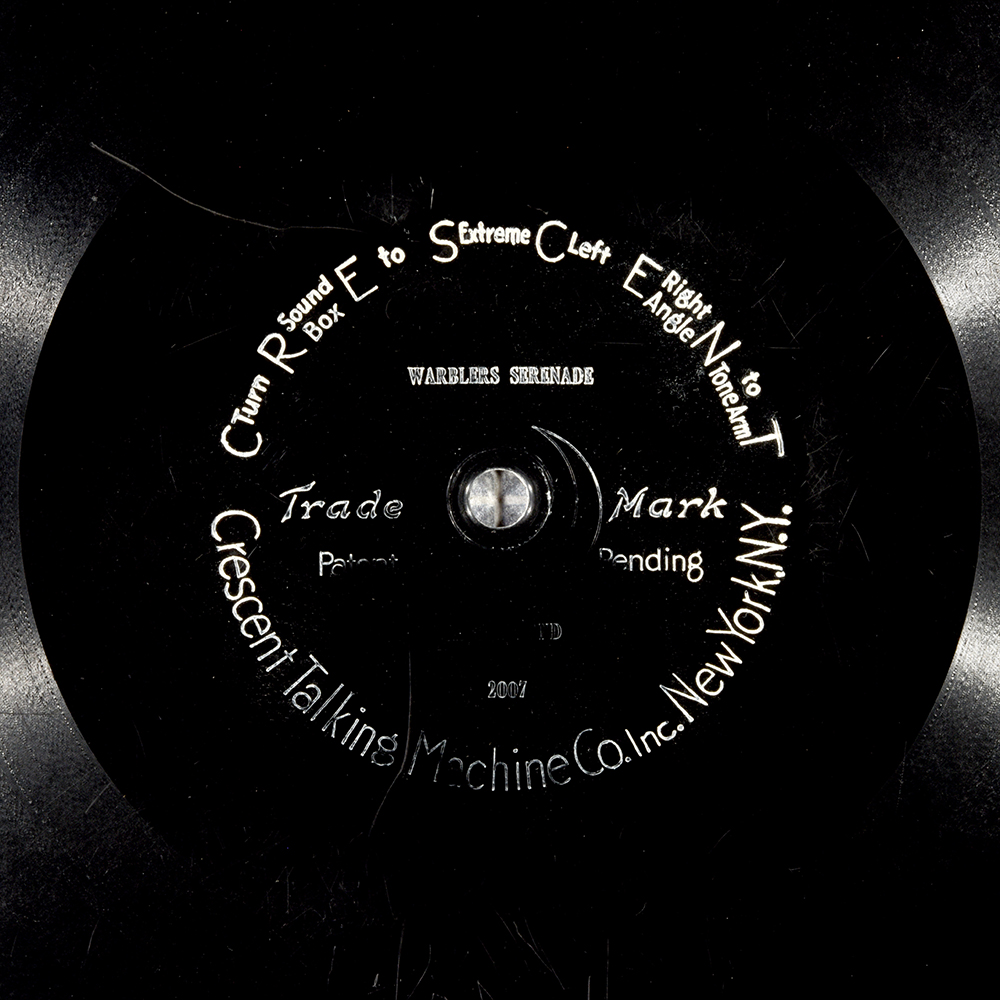 C Turn R Sound Box E to S Extreme C Left E Right Angle N to Tone Arm T
WARBLERS SERENADE
Trade Mark
Patent Pending
2007
Crescent Talking Machine Co. Inc. New York, N.Y.